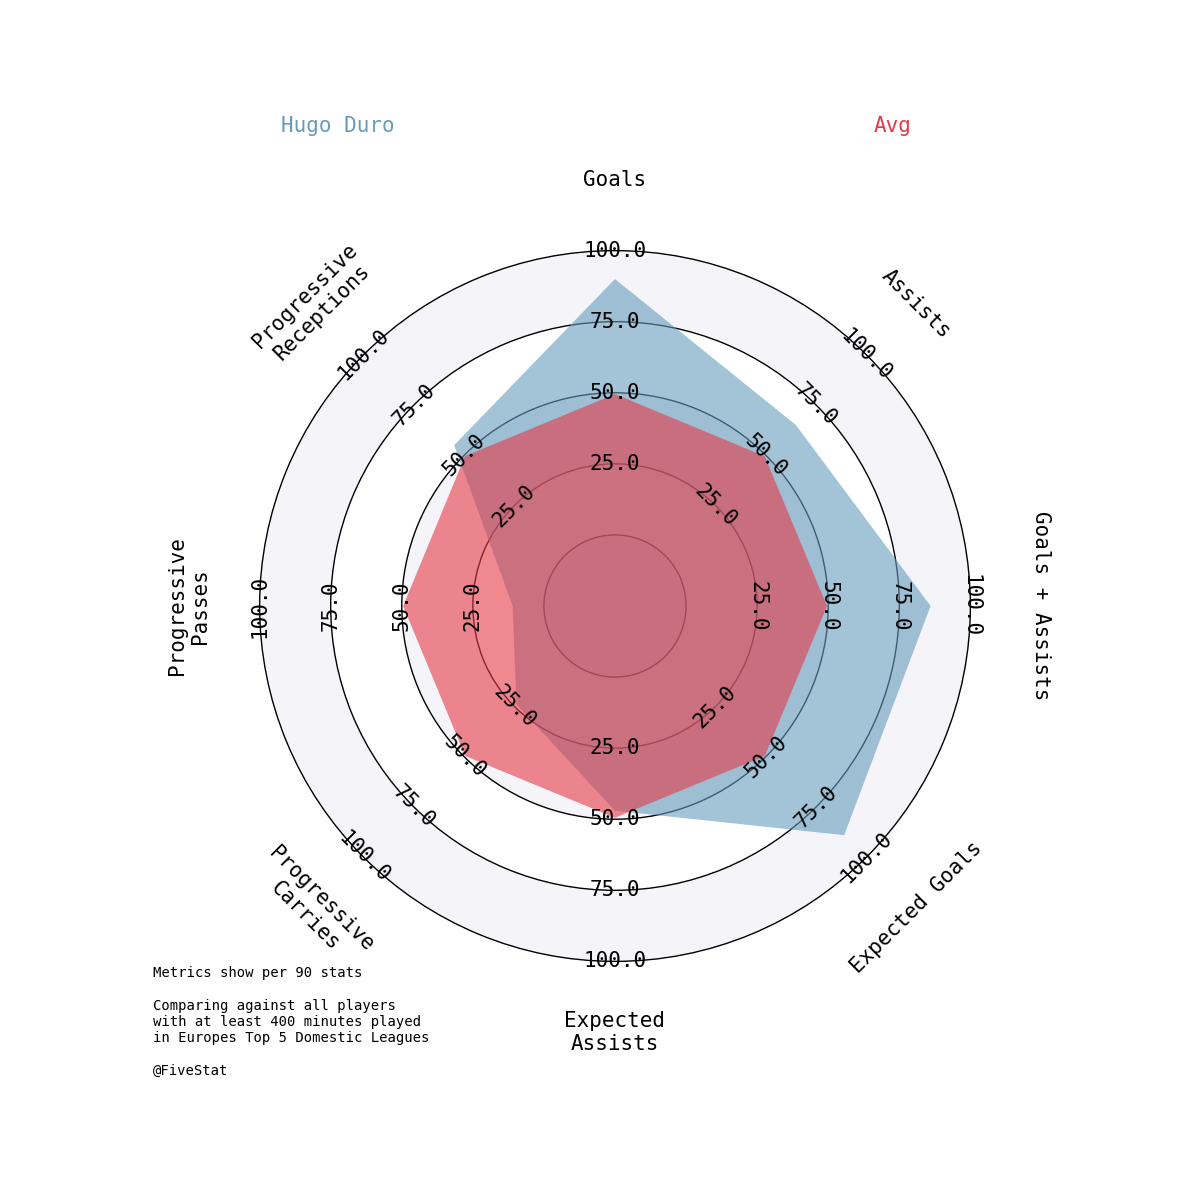 Hugo Duro
Avg
Goals
Progressive
Receptions
Assists
100.0
100.0
100.0
75.0
75.0
75.0
50.0
50.0
50.0
25.0
25.0
25.0
Progressive
Passes
100.0
75.0
50.0
25.0
25.0
50.0
75.0
100.0
Goals + Assists
25.0
25.0
25.0
50.0
50.0
50.0
75.0
75.0
75.0
100.0
100.0
100.0
Progressive
Carries
Expected Goals
Expected
Assists
Metrics show per 90 stats
Comparing against all players
with at least 400 minutes played
in Europes Top 5 Domestic Leagues
@FiveStat